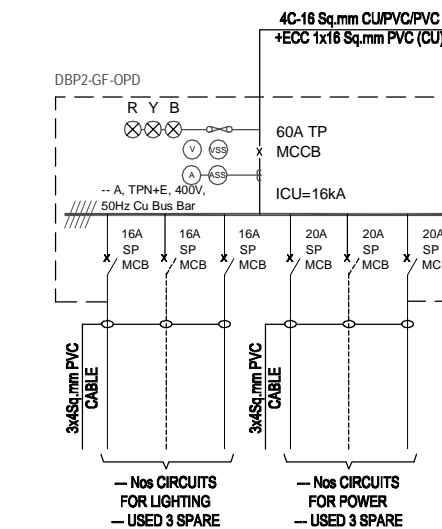 4C-16 Sq.mm CU/PVC/PVC
+ECC 1x16 Sq.mm PVC (CU)
DBP2-GF-OPD
R Y B
60A TP
MCCB
V VSS
A ASS
ICU=16kA
-- A, TPN+E, 400V,
50Hz Cu Bus Bar
16A
SP
MCB
16A
SP
MCB
16A
SP
MCB
20A
SP
MCB
20A
SP
MCB
20A
SP
3x4Sq.mm PVC
CABLE
3x4Sq.mm PVC
CABLE
--- Nos CIRCUITS
FOR LIGHTING
--- USED 3 SPARE
--- Nos CIRCUITS
FOR POWER
--- USED 3 SPARE